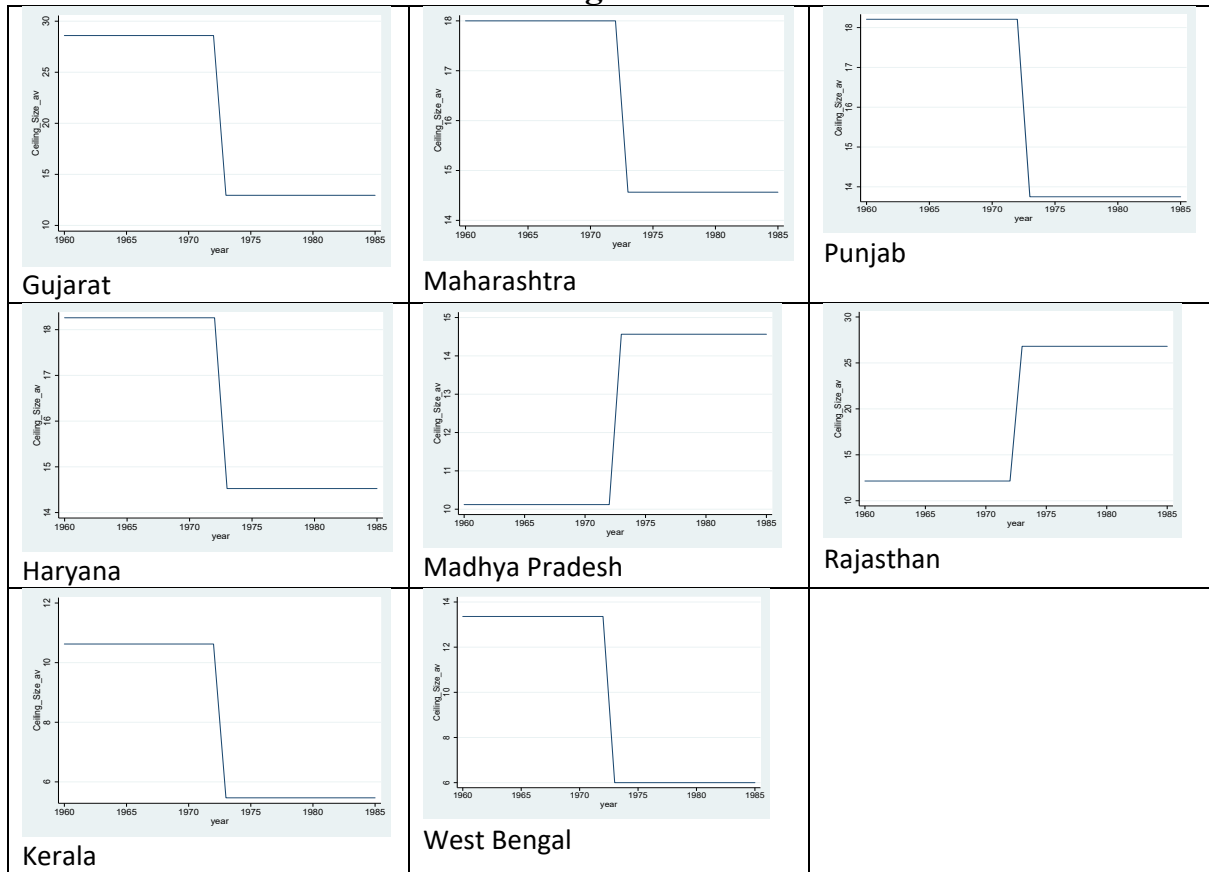 30
25
20
15
10
Ceiling_Size_av
1960 1965 1970 1975 1980 1985
year
Gujarat
18
17
16
15
14
Ceiling_Size_av
1960 1965 1970 1975 1980 1985
year
Maharashtra
18
17
16
15
14
Ceiling_Size_av
1960 1965 1970 1975 1980 1985
year
Punjab
18
17
16
15
14
Ceiling_Size_av
1960 1965 1970 1975 1980 1985
year
Haryana
15
14
13
12
11
10
Ceiling_Size_av
1960 1965 1970 1975 1980 1985
year
Madhya Pradesh
30
25
20
15
10
Ceiling_Size_av
1960 1965 1970 1975 1980 1985
year
Rajasthan
12
10
8
6
Ceiling_Size_av
1960 1965 1970 1975 1980 1985
year
Kerala
14
12
10
8
6
Ceiling_Size_av
1960 1965 1970 1975 1980 1985
year
West Bengal